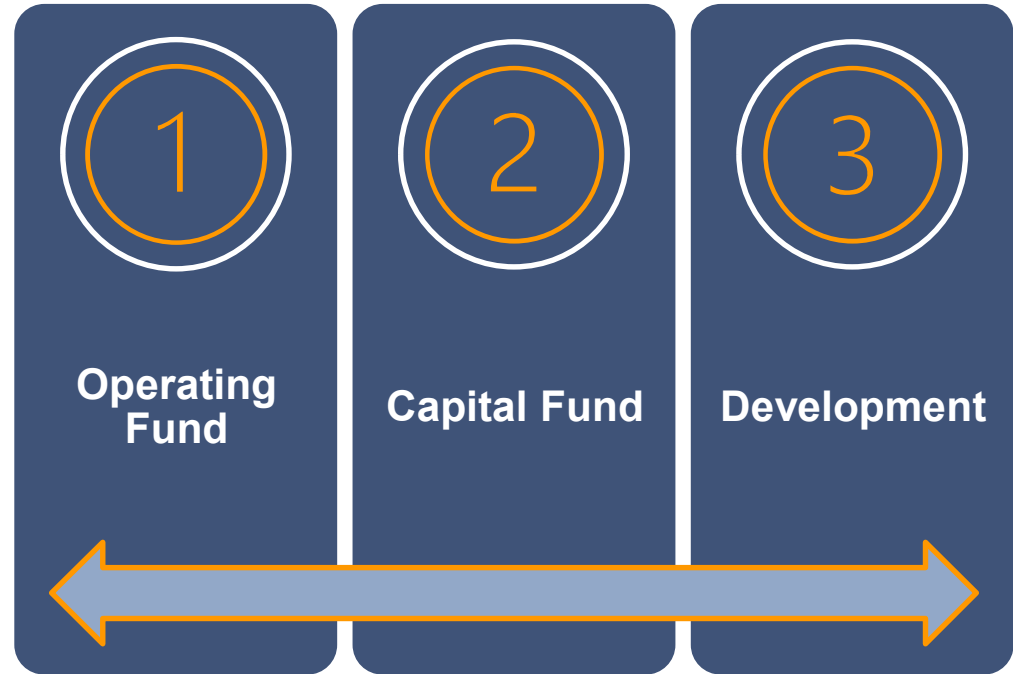 1
2
3
Operating
Fund
Capital Fund
Development